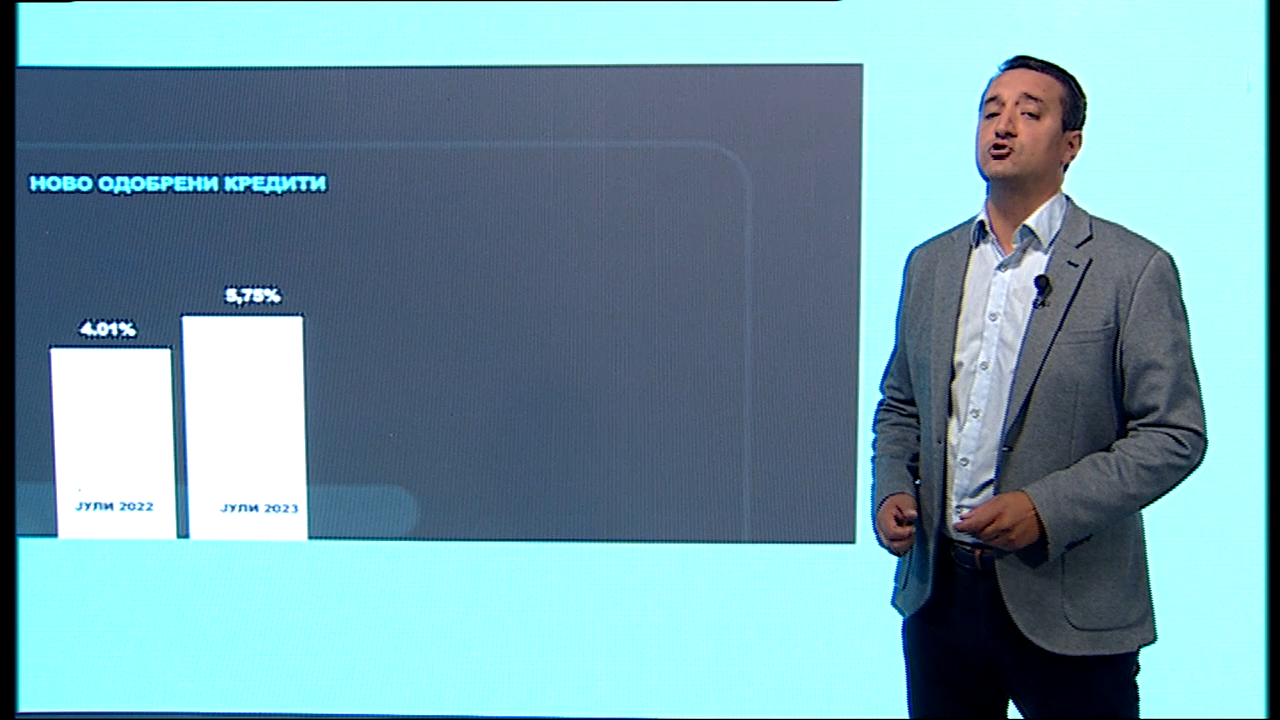 НОВО ОДОБРЕНИ КРЕДИТИ
5,75%
4.01%
ЈУЛИ 2022
ЈУЛИ 2023